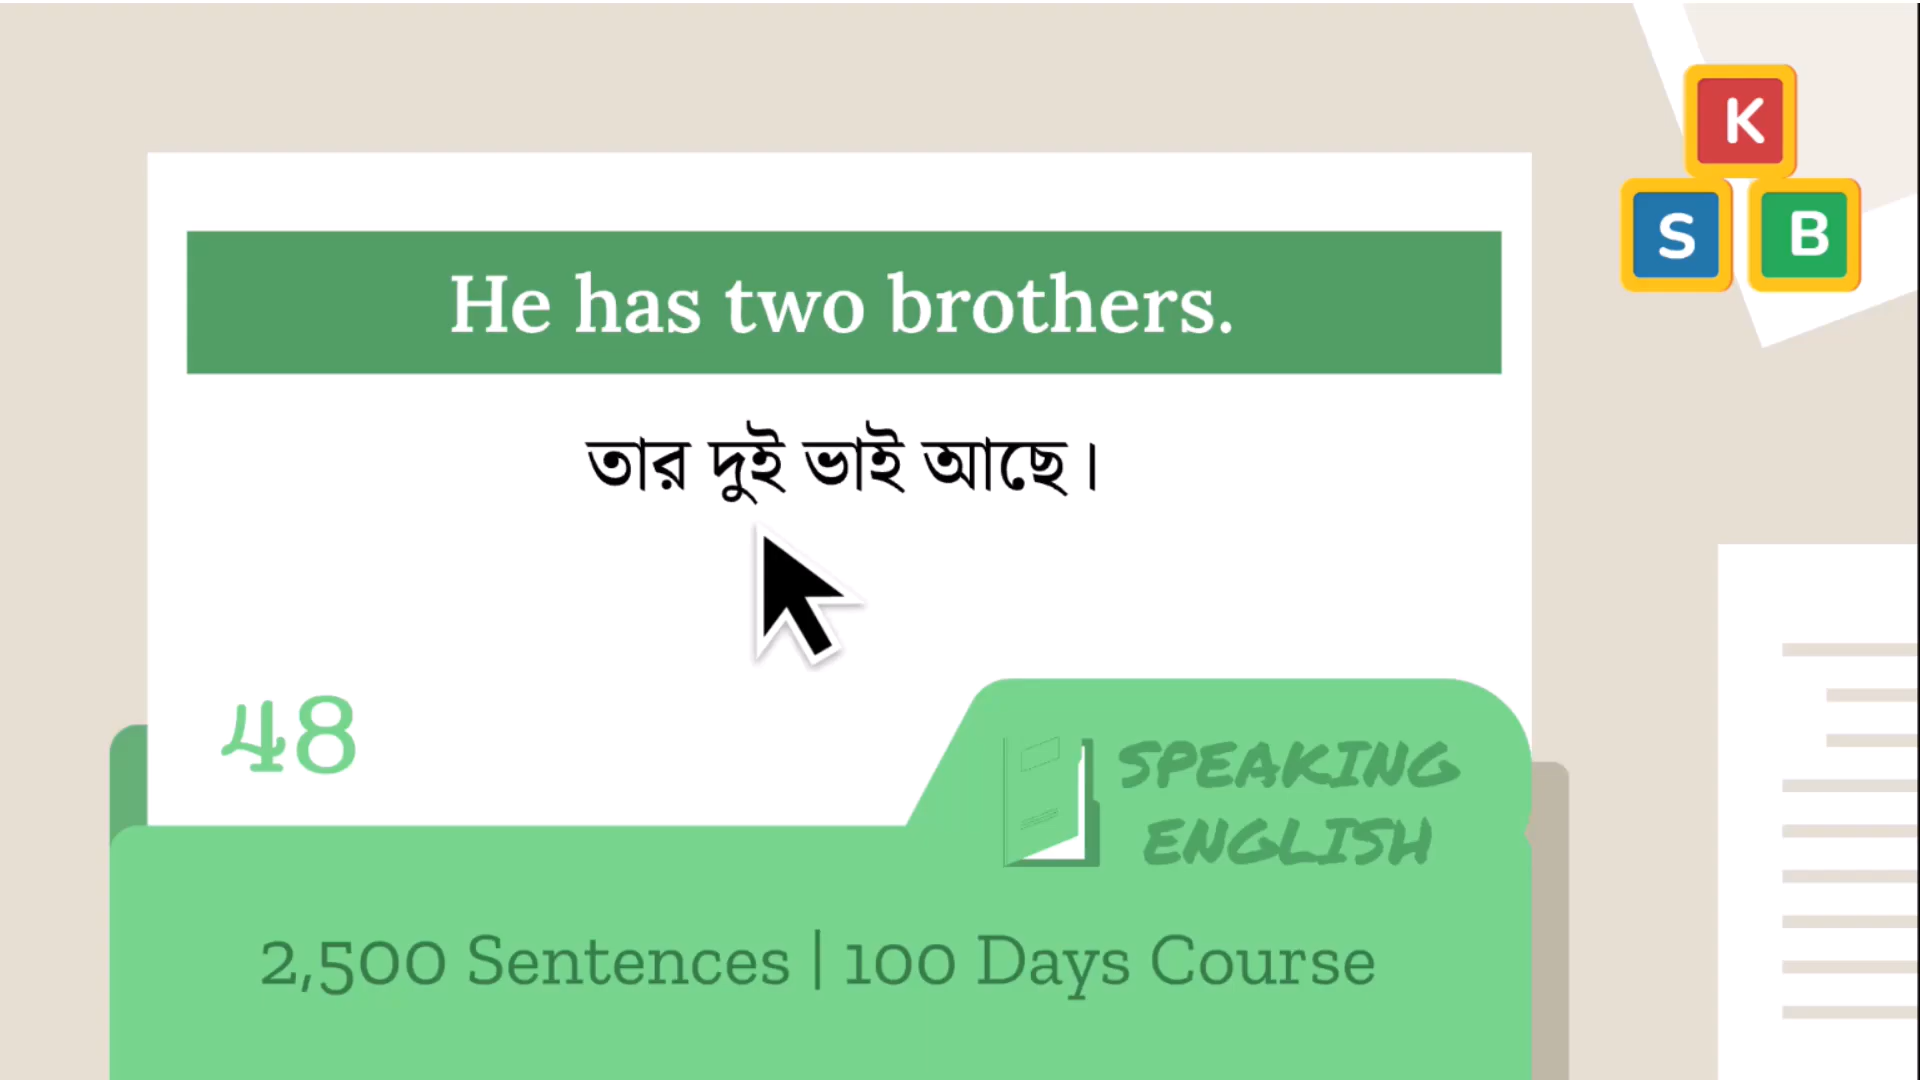 K
S B
He has two brothers.
তার দুই ভাই আছে।
48
SPEAKING
ENGLISH
2,500 Sentences | 100 Days Course